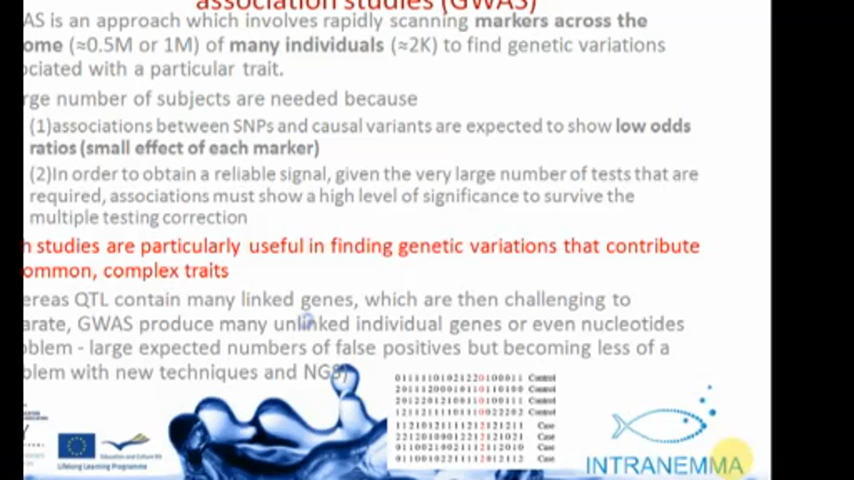 association studies (GWAS)
AS is an approach which involves rapidly scanning markers across the
ome (≈0.5M or 1M) of many individuals (≈2K) to find genetic variations
ciated with a particular trait.
rge number of subjects are needed because
(1)associations between SNPs and causal variants are expected to show low odds
ratios (small effect of each marker)
(2)In order to obtain a reliable signal, given the very large number of tests that are
required, associations must show a high level of significance to survive the
multiple testing correction
h studies are particularly useful in finding genetic variations that contribute
ommon, complex traits
ereas QTL contain many linked genes, which are then challenging to
arate, GWAS produce many unlinked individual genes or even nucleotides
blem - large expected numbers of false positives but becoming less of a
blem with new techniques and NGS)
Control
Control
Control
Control
Case
Case
Case
Case
Lifelong Learning Programme
INTRANEMMA